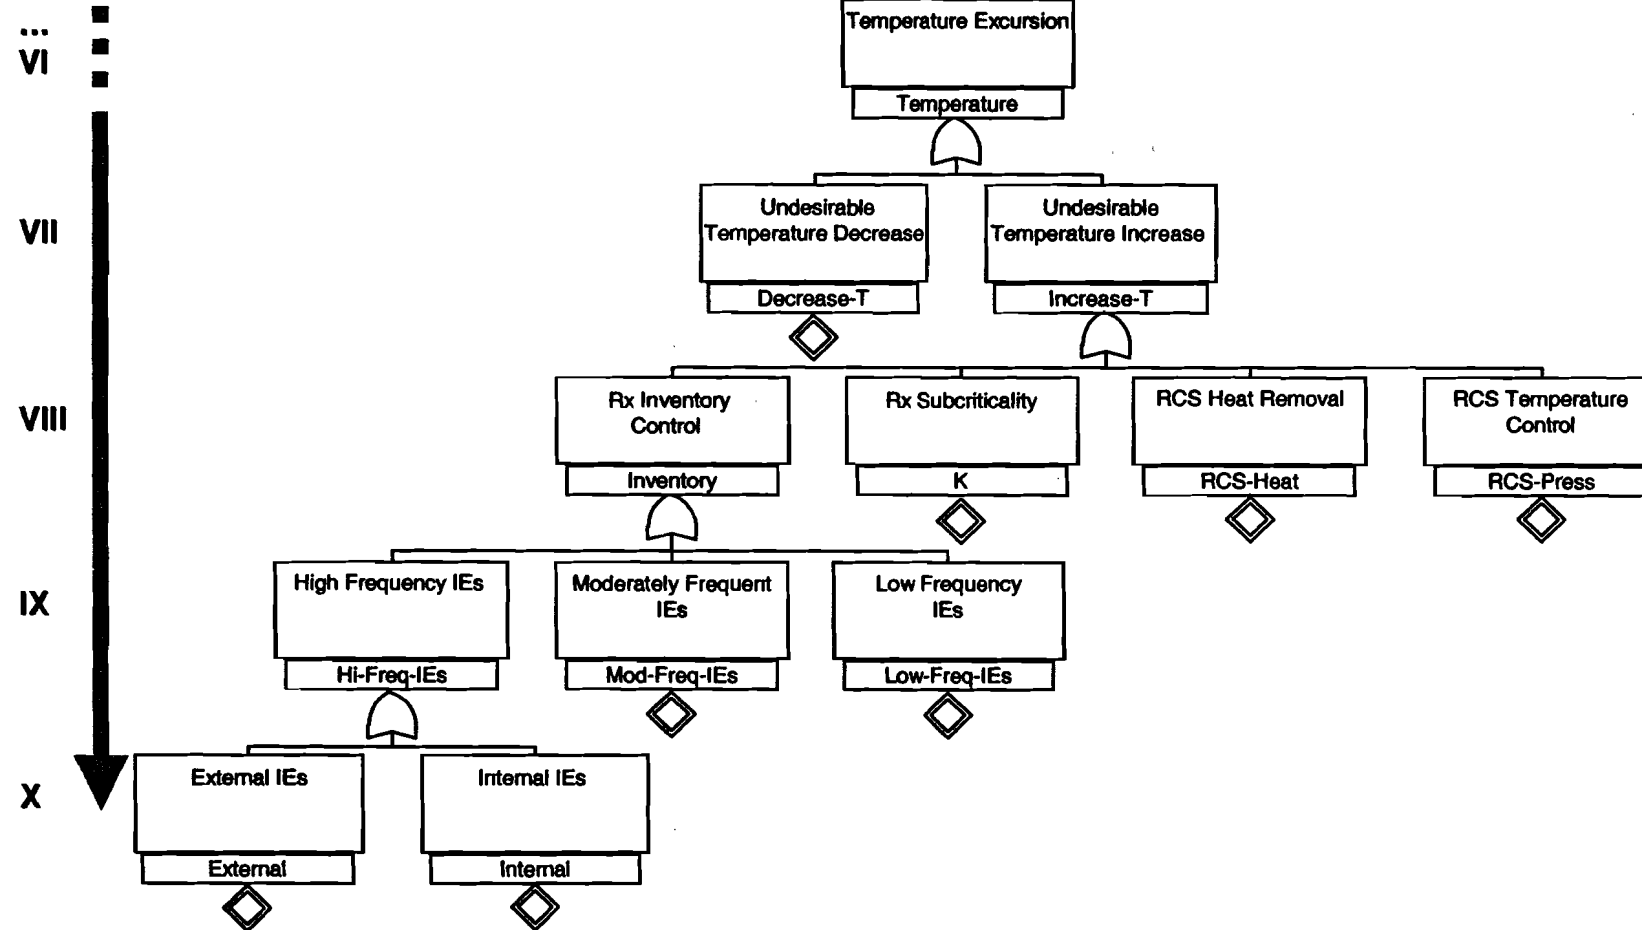 ...
VI
Temperature Excursion
Temperature
VII
Undesirable
Temperature Decrease
Decrease-T
Undesirable
Temperature Increase
Increase-T
VIII
Rx Inventory
Control
Inventory
Rx Subcriticality
K
RCS Heat Removal
RCS-Heat
RCS Temperature
Control
RCS-Press
IX
High Frequency IEs
Hi-Freq-IEs
Moderately Frequent
IEs
Mod-Freq-IEs
Low Frequency
IEs
Low-Freq-IEs
X
External IEs
External
Internal IEs
Internal